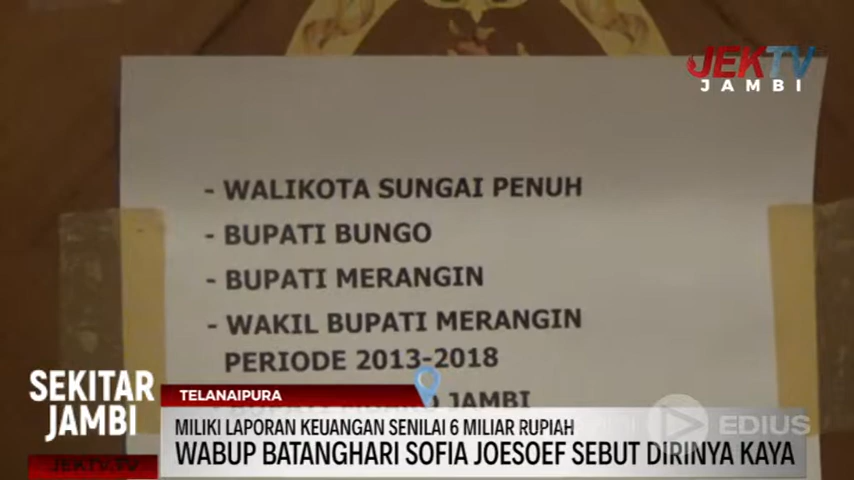 JEKTV
JAMBI
- WALIKOTA SUNGAI PENUH
- BUPATI BUNGO
- BUPATI MERANGIN
- WAKIL BUPATI MERANGIN
PERIODE 2013-2018
JAMBI
SEKITAR
JAMBI
TELANAIPURA
MILIKI LAPORAN KEUANGAN SENILAI 6 MILIAR RUPIAH
WABUP BATANGHARI SOFIA JOESOEF SEBUT DIRINYA KAYA
JEKTV.TV
EDIUS